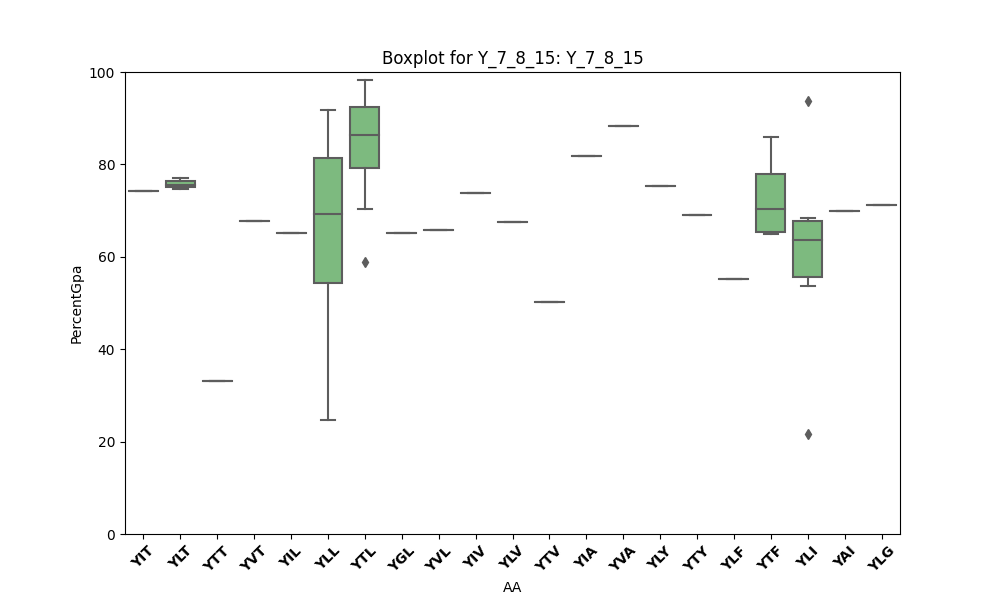 Boxplot for Y_7_8_15: Y_7_8_15
100
80
60
40
20
0
PercentGpa
YIT YLT YTT YVT YIL YLL YTL YGL YVL YIV YLV YTV YIA YVA YLY YTY YLF YTF YLI YAI YLG
AA